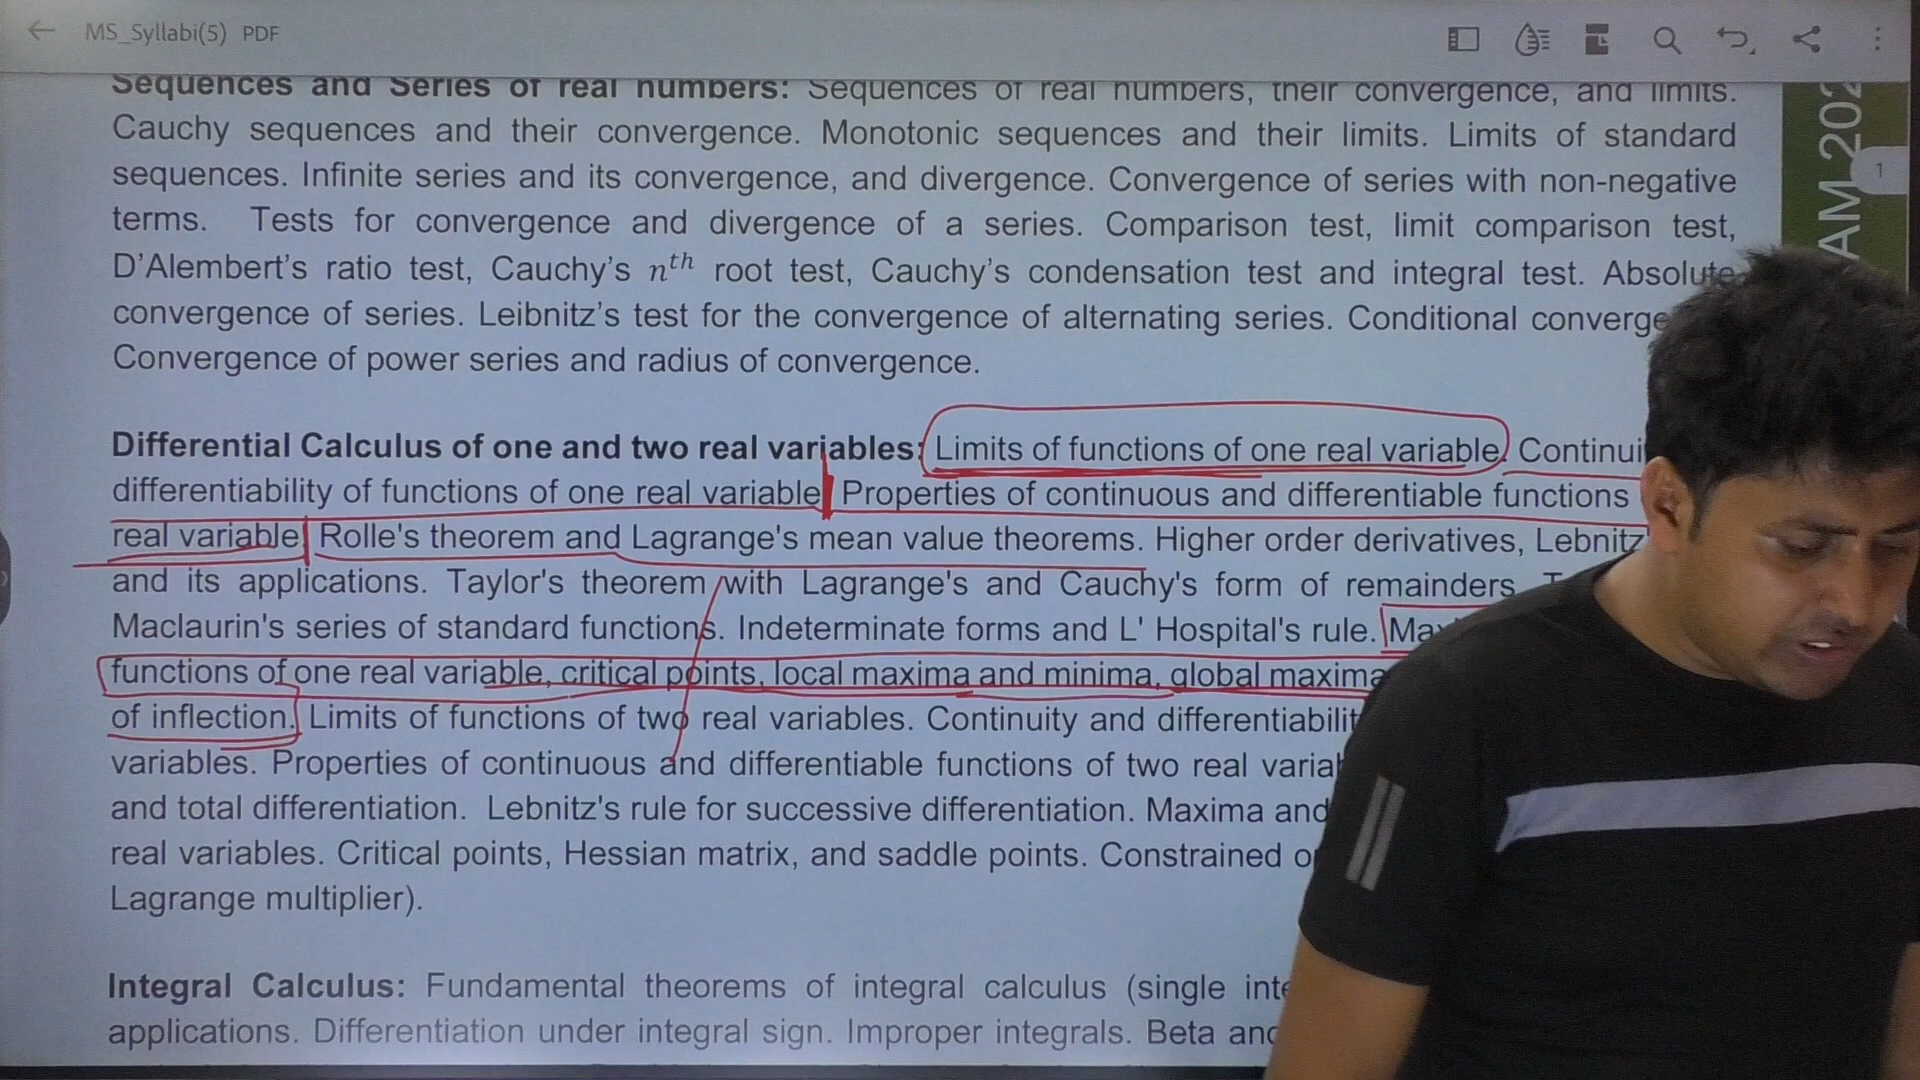 MS_Syllabi(5) PDF
Sequences and Series of real numbers: Sequences of real numbers, their convergence, and limits.
Cauchy sequences and their convergence. Monotonic sequences and their limits. Limits of standard
sequences. Infinite series and its convergence, and divergence. Convergence of series with non-negative
terms. Tests for convergence and divergence of a series. Comparison test, limit comparison test,
D'Alembert's ratio test, Cauchy's nth root test, Cauchy's condensation test and integral test. Absolute
convergence of series. Leibnitz's test for the convergence of alternating series. Conditional
Convergence of power series and radius of convergence.
Differential Calculus of one and two real variables: Limits of functions of one real variable.
differentiability of functions of one real variable. Properties of continuous and differentiable functions
real variable. Rolle's theorem and Lagrange's mean value theorems. Higher order derivatives,
and its applications. Taylor's theorem with Lagrange's and Cauchy's form of remainders.
Maclaurin's series of standard functions. Indeterminate forms and L' Hospital's rule.
functions of one real variable, critical points, local maxima and minima, global maxima
of inflection. Limits of functions of two real variables. Continuity and
variables. Properties of continuous and differentiable functions of two real
and total differentiation. Lebnitz's rule for successive differentiation. Maxima and
real variables. Critical points, Hessian matrix, and saddle points. Constrained
Lagrange multiplier).
Integral Calculus: Fundamental theorems of integral calculus (single
applications. Differentiation under integral sign. Improper integrals. Beta
AM 202
1